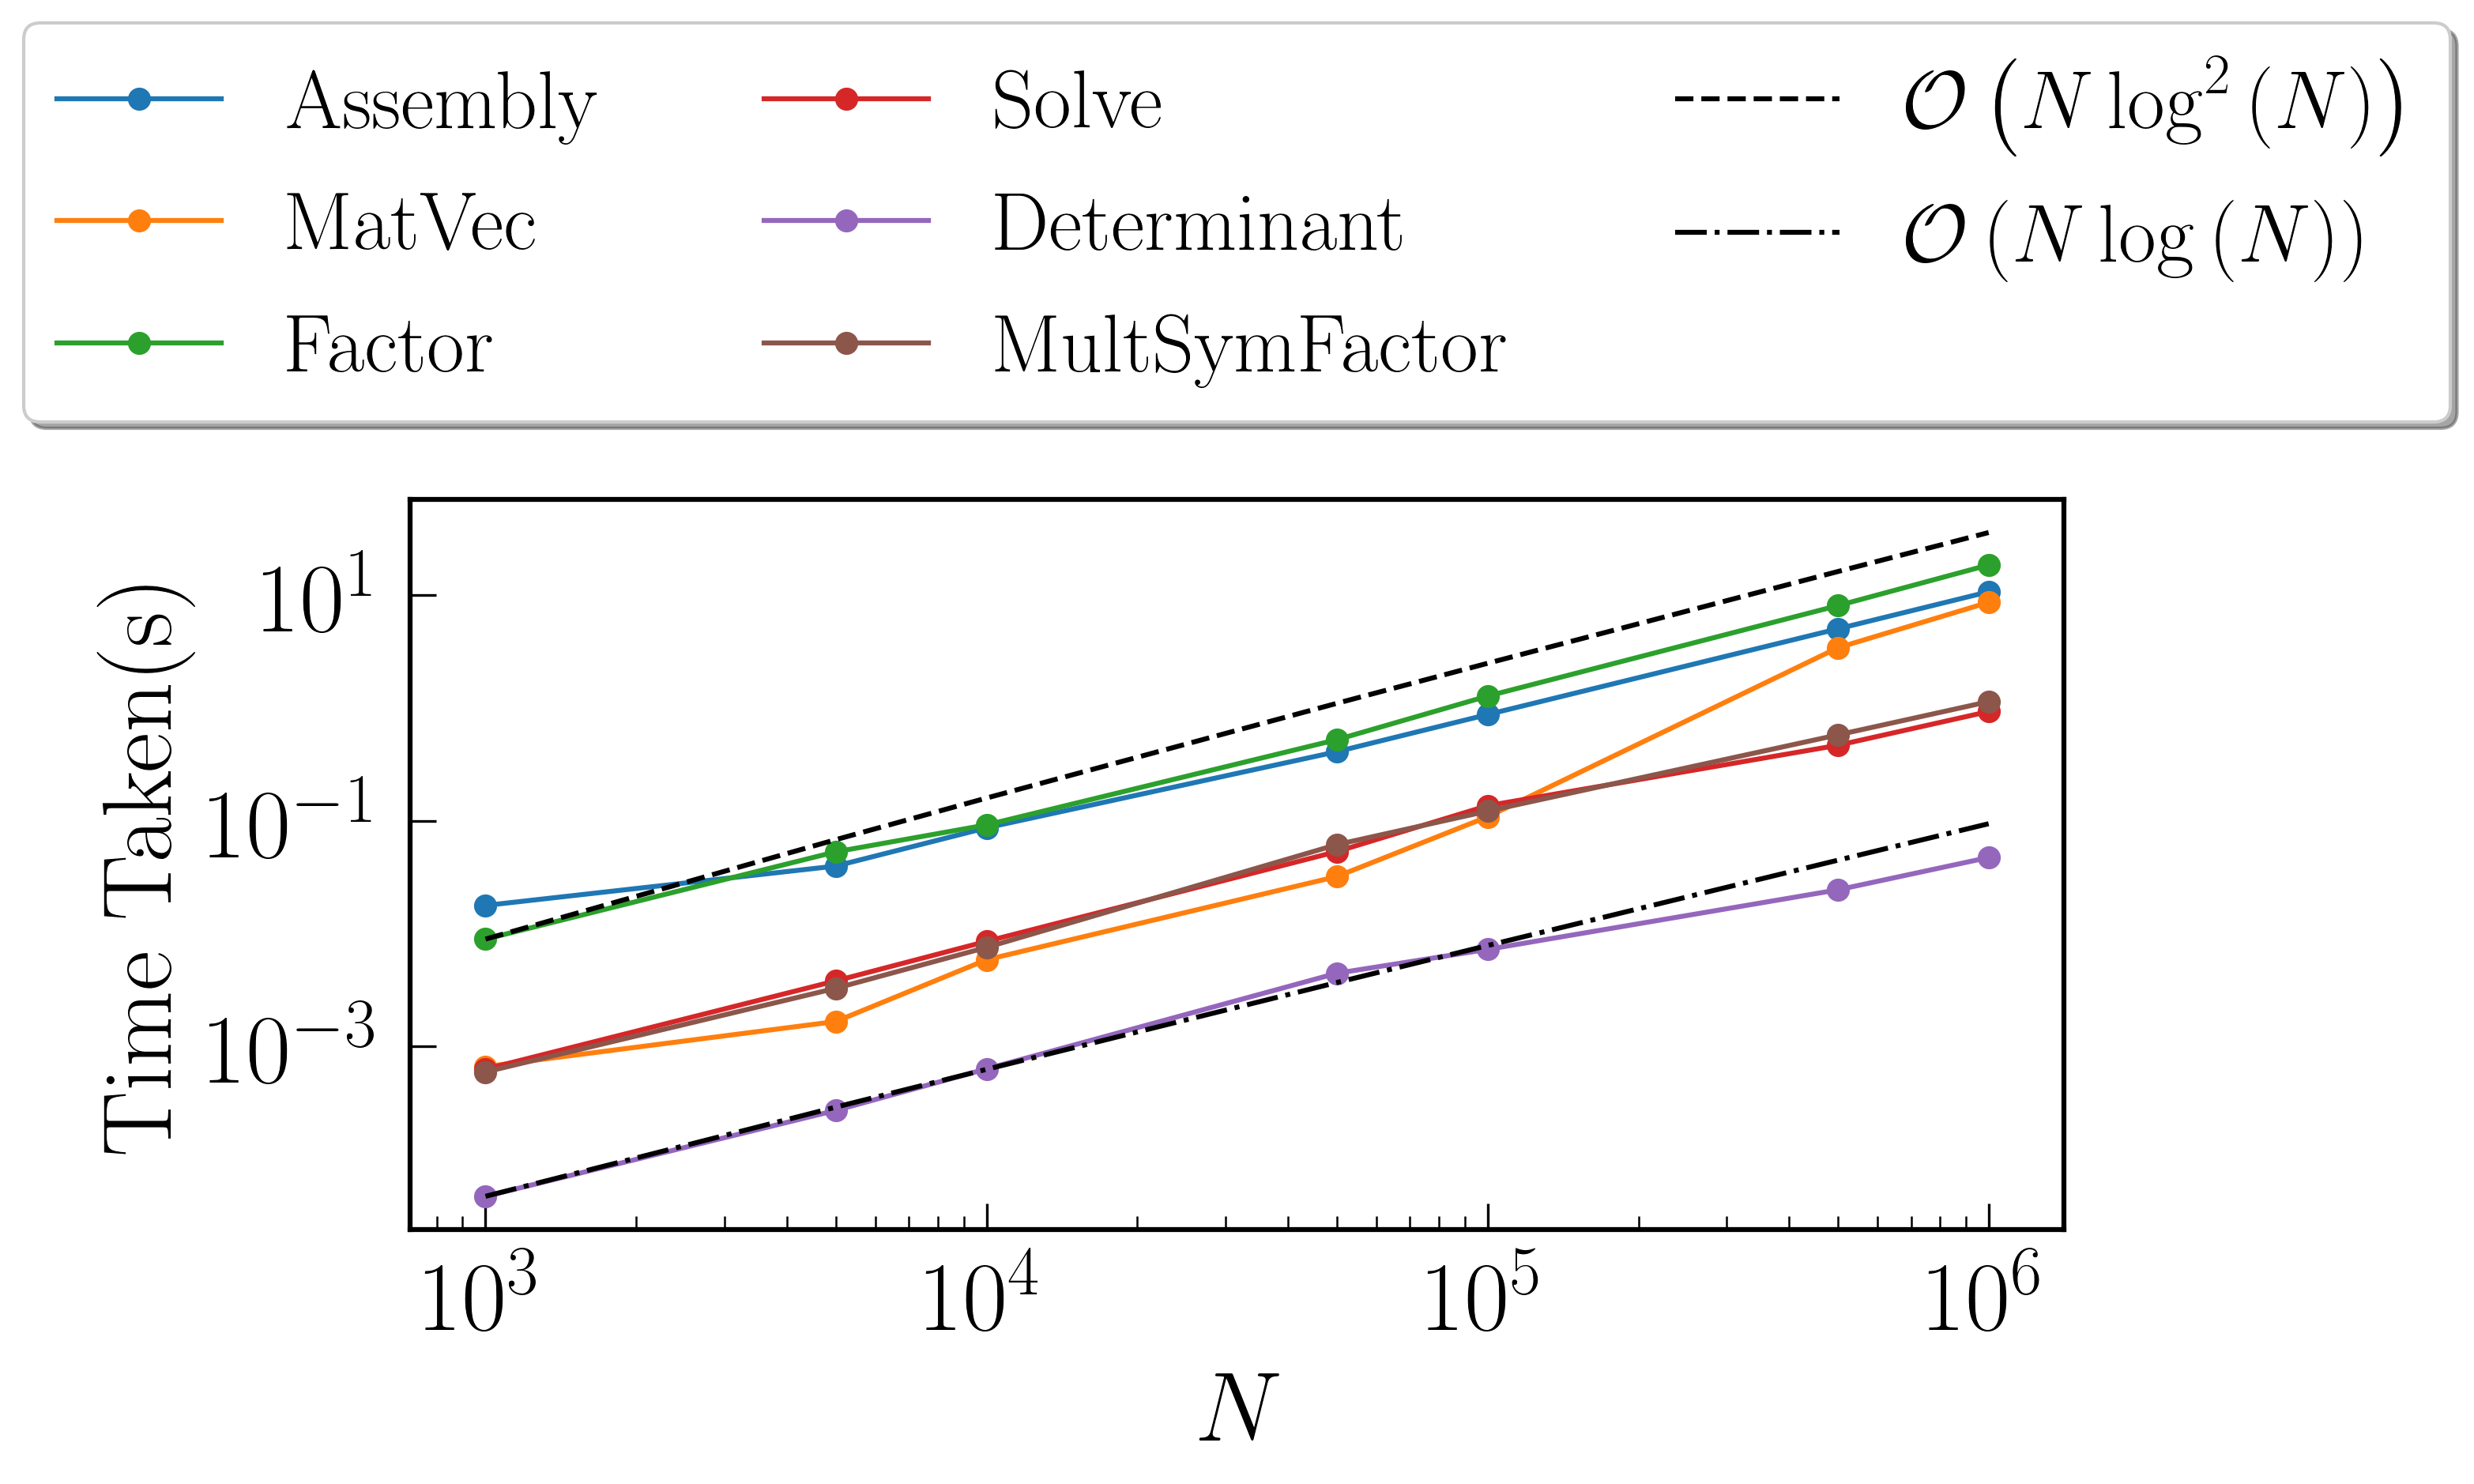 Assembly
MatVec
Factor
Solve
Determinant
MultSymFactor
𝒪 (N log²(N))
𝒪 (N log (N))
Time Taken(s)
10¹
10⁻¹
10⁻³
10³ 10⁴ 10⁵ 10⁶
N